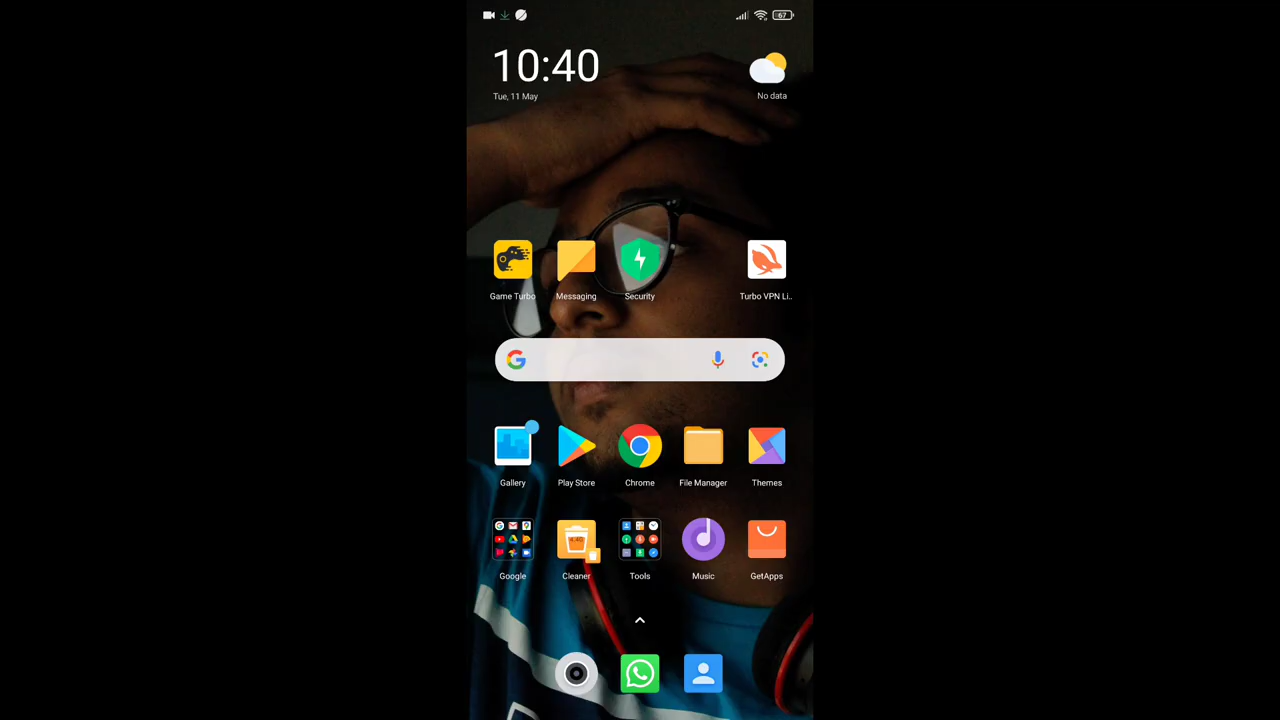 67
10:40
Tue, 11 May
No data
Game Turbo
Messaging
Security
Turbo VPN Li..
Gallery
Play Store
Chrome
File Manager
Themes
Google
Cleaner
Tools
Music
GetApps